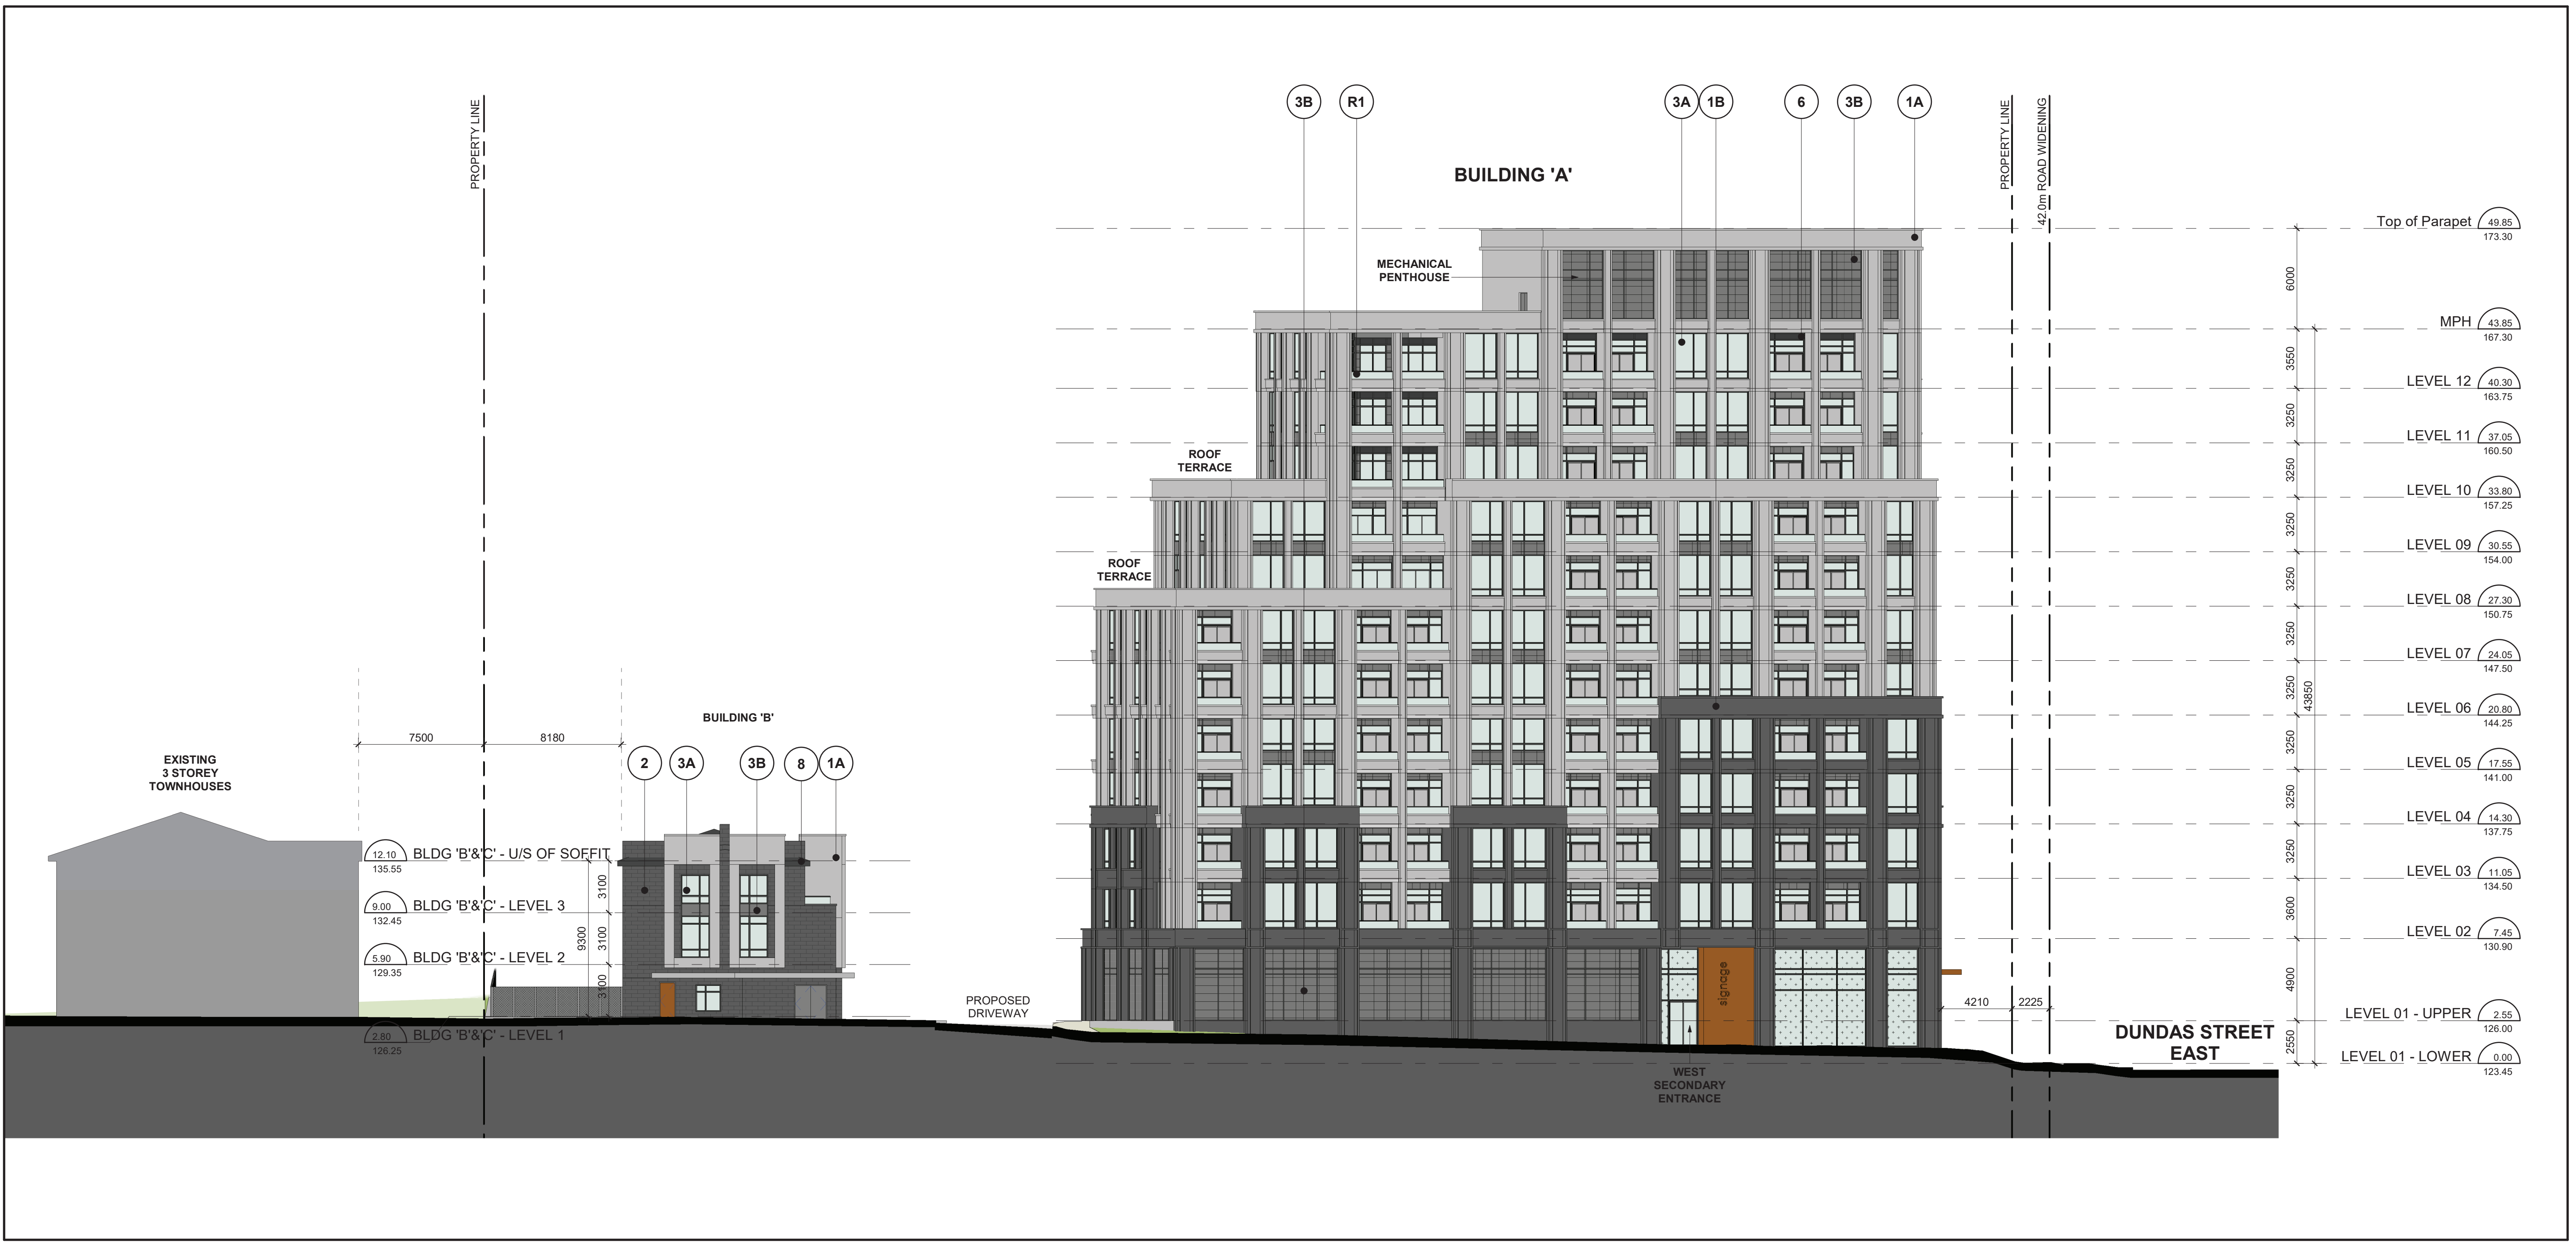 3B
R1
3A
1B
6
3B
1A
PROPERTY LINE
PROPERTY LINE
42.0m ROAD WIDENING
BUILDING 'A'
Top of Parapet 49.85
173.30
MECHANICAL
PENTHOUSE
6000
MPH 43.85
167.30
3550
LEVEL 12 40.30
163.75
3250
LEVEL 11 37.05
160.50
ROOF
TERRACE
3250
LEVEL 10 33.80
157.25
3250
LEVEL 09 30.55
154.00
ROOF
TERRACE
3250
LEVEL 08 27.30
150.75
3250
LEVEL 07 24.05
147.50
3250
43850
LEVEL 06 20.80
144.25
BUILDING 'B'
7500
8180
3250
EXISTING
3 STOREY
TOWNHOUSES
2
3A
3B
8
1A
LEVEL 05 17.55
141.00
3250
LEVEL 04 14.30
137.75
12.10 BLDG 'B'&'C' - U/S OF SOFFIT
135.55
3100
3250
LEVEL 03 11.05
134.50
9.00 BLDG 'B'&'C' - LEVEL 3
132.45
9300
3100
3600
LEVEL 02 7.45
130.90
5.90 BLDG 'B'&'C' - LEVEL 2
129.35
3100
signage
4900
PROPOSED
DRIVEWAY
4210
2225
LEVEL 01 - UPPER 2.55
126.00
2.80 BLDG 'B'&'C' - LEVEL 1
126.25
DUNDAS STREET
EAST
2550
LEVEL 01 - LOWER 0.00
123.45
WEST
SECONDARY
ENTRANCE